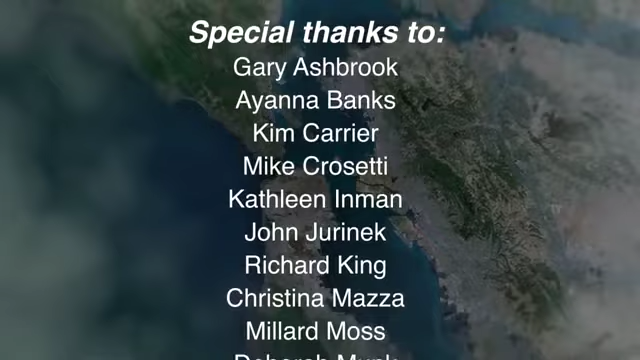 Special thanks to:
Gary Ashbrook
Ayanna Banks
Kim Carrier
Mike Crosetti
Kathleen Inman
John Jurinek
Richard King
Christina Mazza
Millard Moss
Deborah